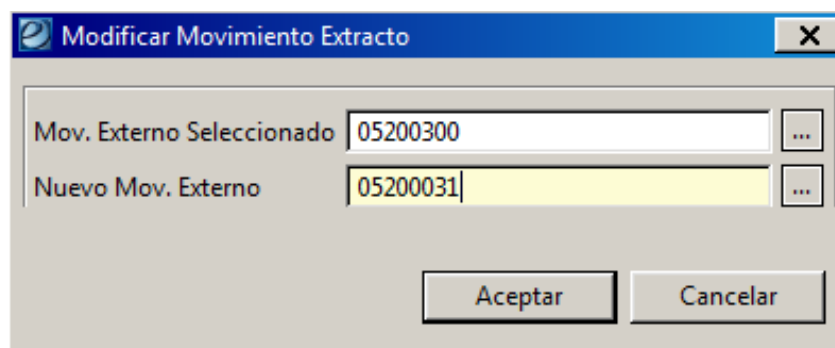 Modificar Movimiento Extracto
Mov. Externo Seleccionado 05200300 ...
Nuevo Mov. Externo 05200031 ...
Aceptar Cancelar